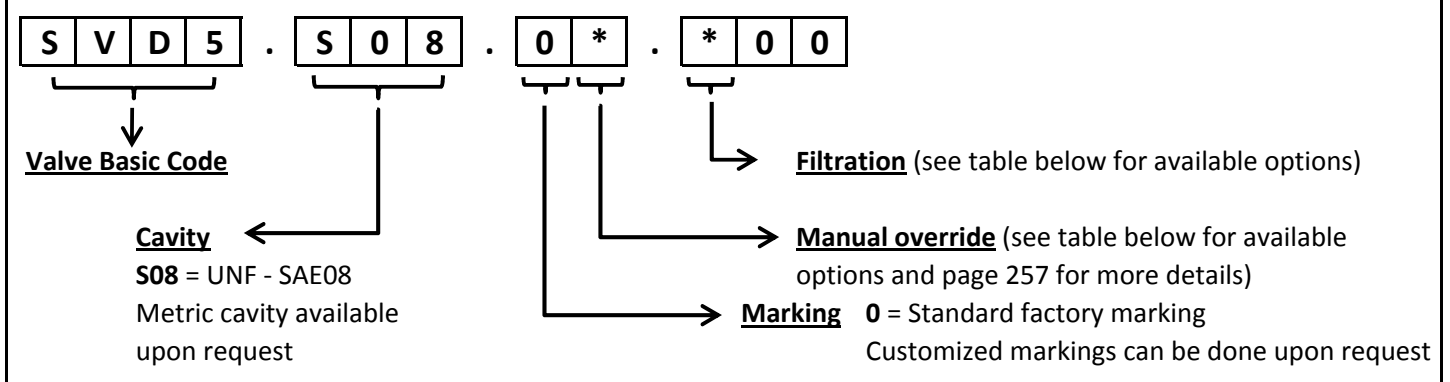 S V D 5 . S 0 8 . 0 * . * 0 0
Valve Basic Code
Filtration (see table below for available options)
Cavity
S08 = UNF - SAE08
Metric cavity available
upon request
Manual override (see table below for available
options and page 257 for more details)
Marking 0 = Standard factory marking
Customized markings can be done upon request